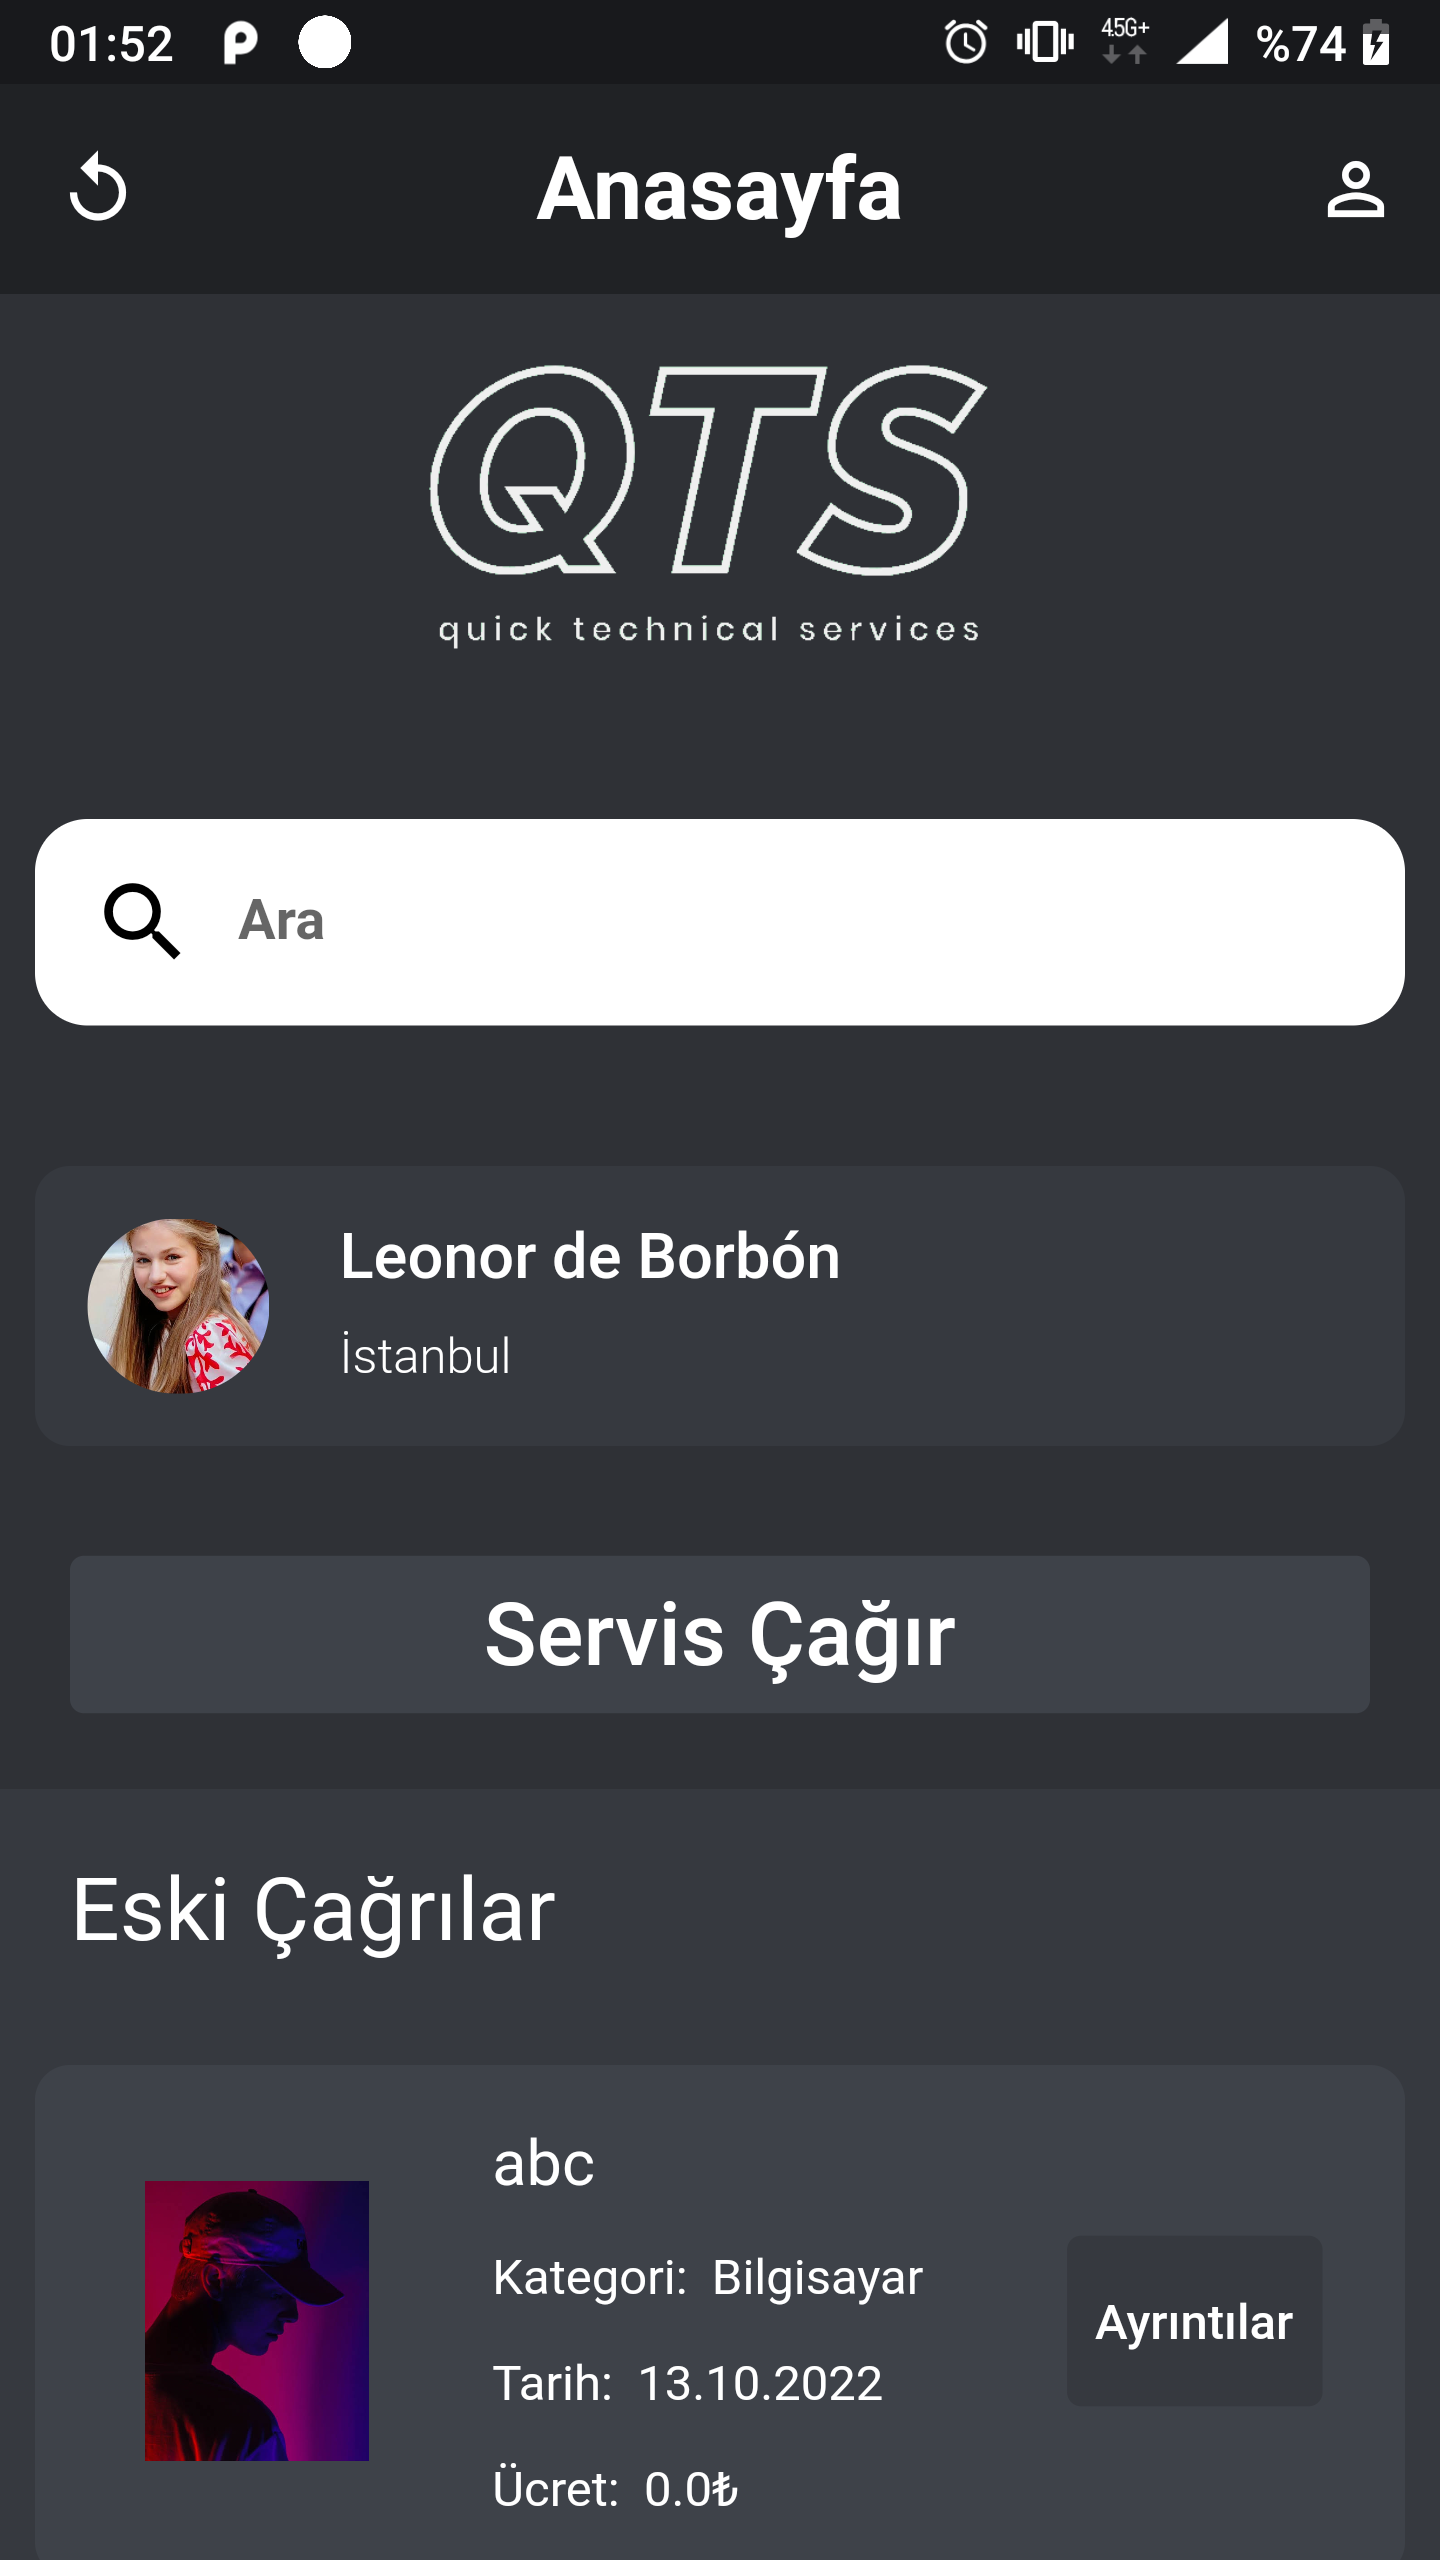 01:52 4.5G+ %74
Anasayfa
QTS
quick technical services
Ara
Leonor de Borbón
İstanbul
Servis Çağır
Eski Çağrılar
abc
Kategori: Bilgisayar
Ayrıntılar
Tarih: 13.10.2022
Ücret: 0.0₺